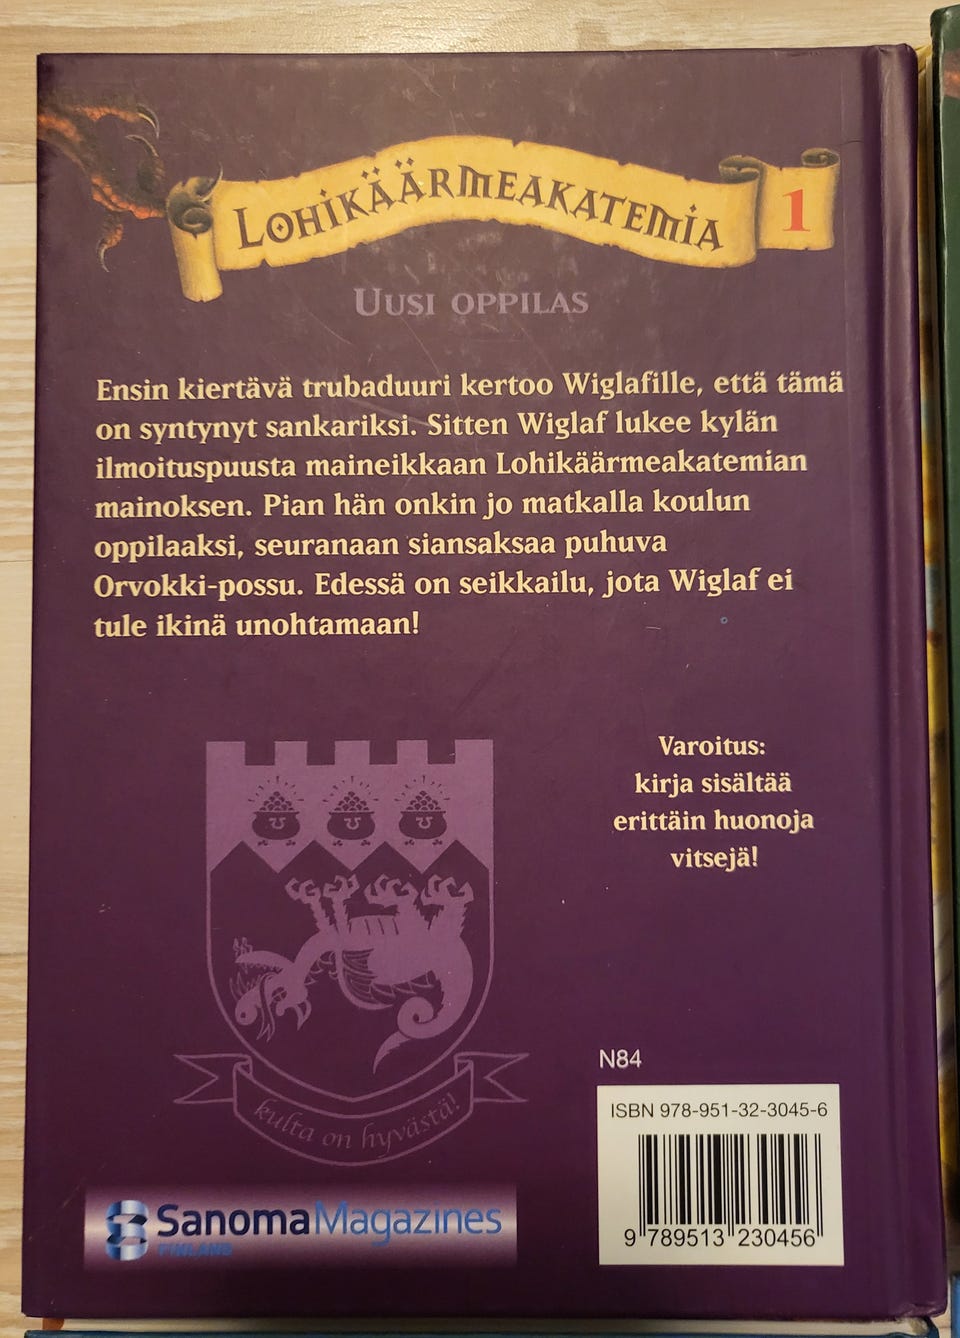 LOHIKÄÄRMEAKATEMIA 1
UUSI OPPILAS
Ensin kiertävä trubaduuri kertoo Wiglafille, että tämä
on syntynyt sankariksi. Sitten Wiglaf lukee kylän
ilmoituspuusta maineikkaan Lohikäärmeakatemian
mainoksen. Pian hän onkin jo matkalla koulun
oppilaaksi, seuranaan siansaksaa puhuva
Orvokki-possu. Edessä on seikkailu, jota Wiglaf ei
tule ikinä unohtamaan!
Varoitus:
kirja sisältää
erittäin huonoja
vitsejä!
kulta on hyvästä!
N84
ISBN 978-951-32-3045-6
9 789513 230456
SanomaMagazines
FINLAND